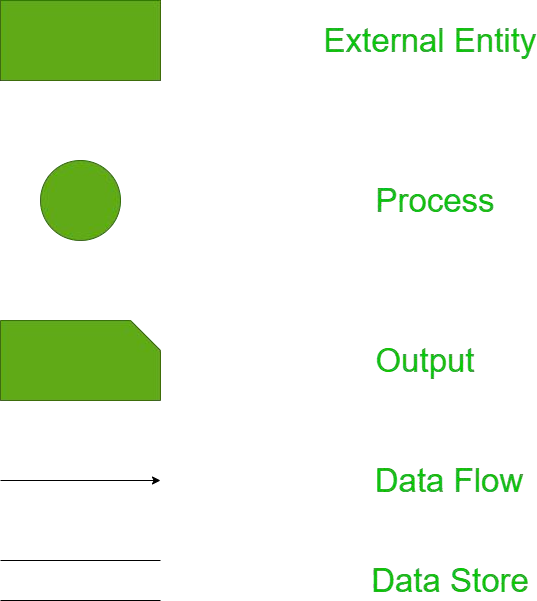 External Entity
Process
Output
Data Flow
Data Store